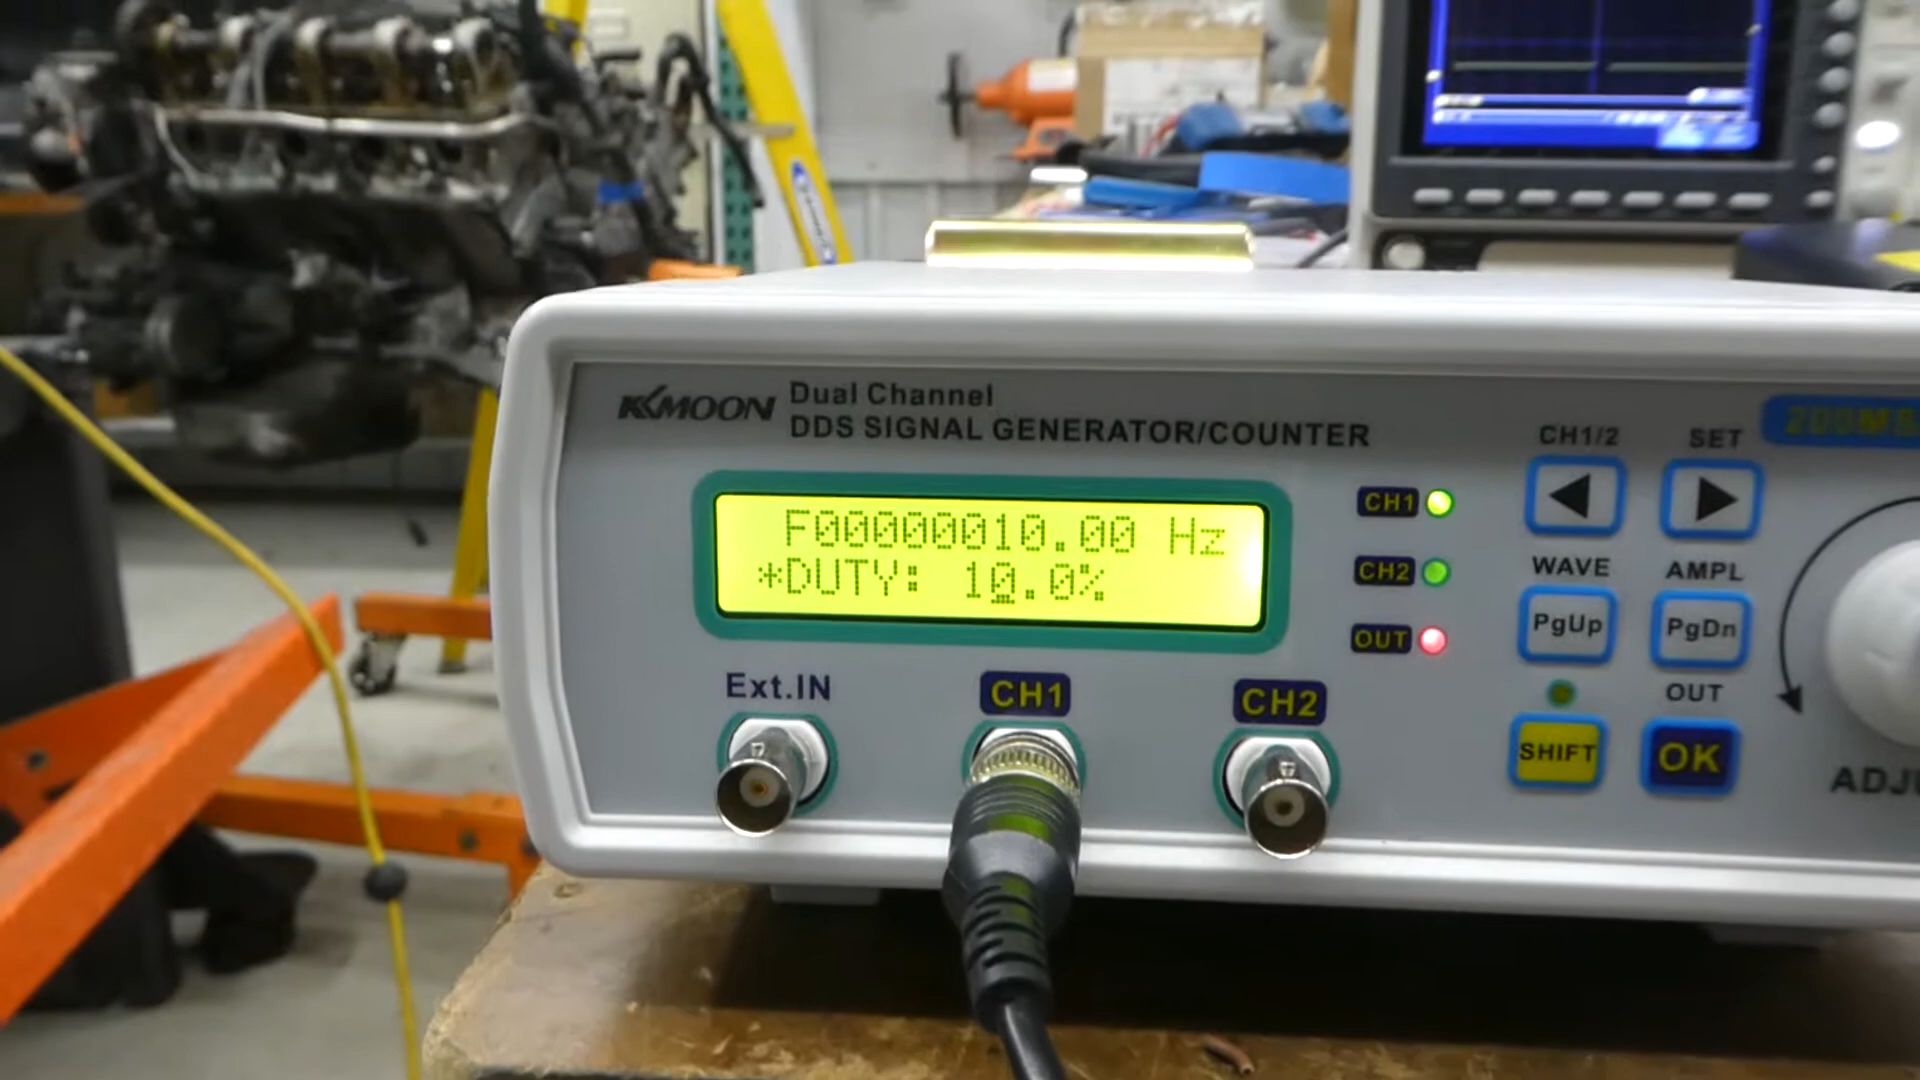 KKMOON
Dual Channel
DDS SIGNAL GENERATOR/COUNTER
200MS
F00000010.00 Hz
*DUTY: 10.0%
CH1
CH2
OUT
CH1/2
SET
WAVE
AMPL
PgUp
PgDn
OUT
SHIFT
OK
Ext.IN
CH1
CH2